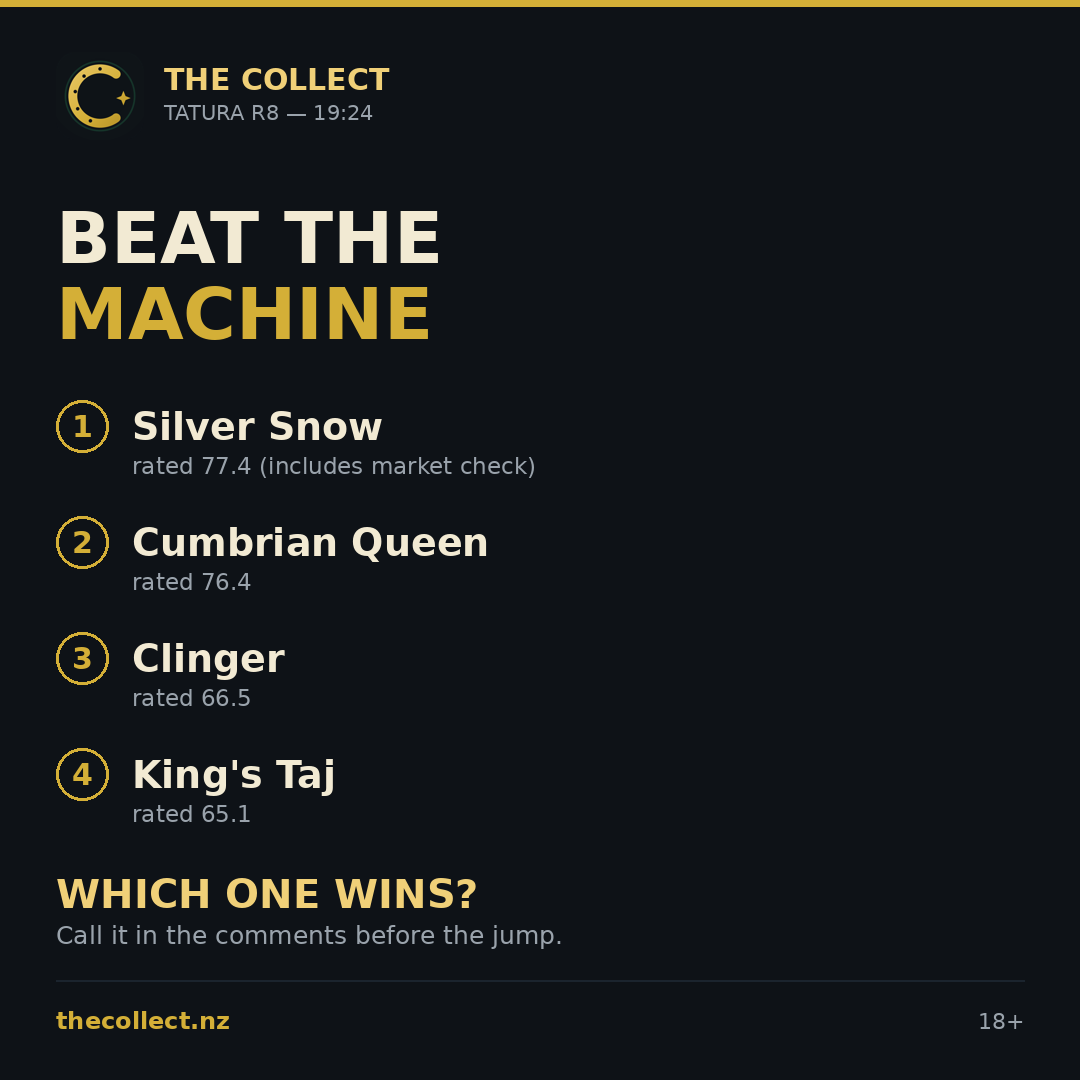 THE COLLECT
TATURA R8 — 19:24
BEAT THE
MACHINE
1 Silver Snow
rated 77.4 (includes market check)
2 Cumbrian Queen
rated 76.4
3 Clinger
rated 66.5
4 King's Taj
rated 65.1
WHICH ONE WINS?
Call it in the comments before the jump.
thecollect.nz 18+